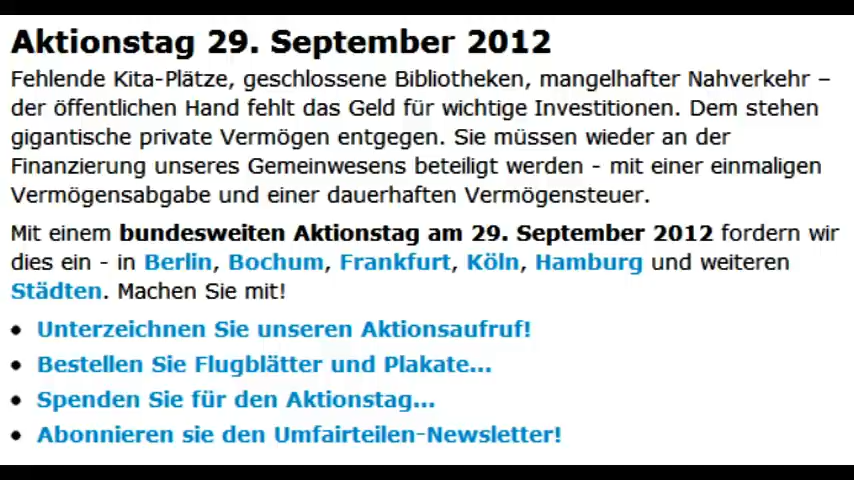 Aktionstag 29. September 2012
Fehlende Kita-Plätze, geschlossene Bibliotheken, mangelhafter Nahverkehr –
der öffentlichen Hand fehlt das Geld für wichtige Investitionen. Dem stehen
gigantische private Vermögen entgegen. Sie müssen wieder an der
Finanzierung unseres Gemeinwesens beteiligt werden - mit einer einmaligen
Vermögensabgabe und einer dauerhaften Vermögensteuer.
Mit einem bundesweiten Aktionstag am 29. September 2012 fordern wir
dies ein - in Berlin, Bochum, Frankfurt, Köln, Hamburg und weiteren
Städten. Machen Sie mit!
• Unterzeichnen Sie unseren Aktionsaufruf!
• Bestellen Sie Flugblätter und Plakate...
• Spenden Sie für den Aktionstag...
• Abonnieren sie den Umfairteilen-Newsletter!